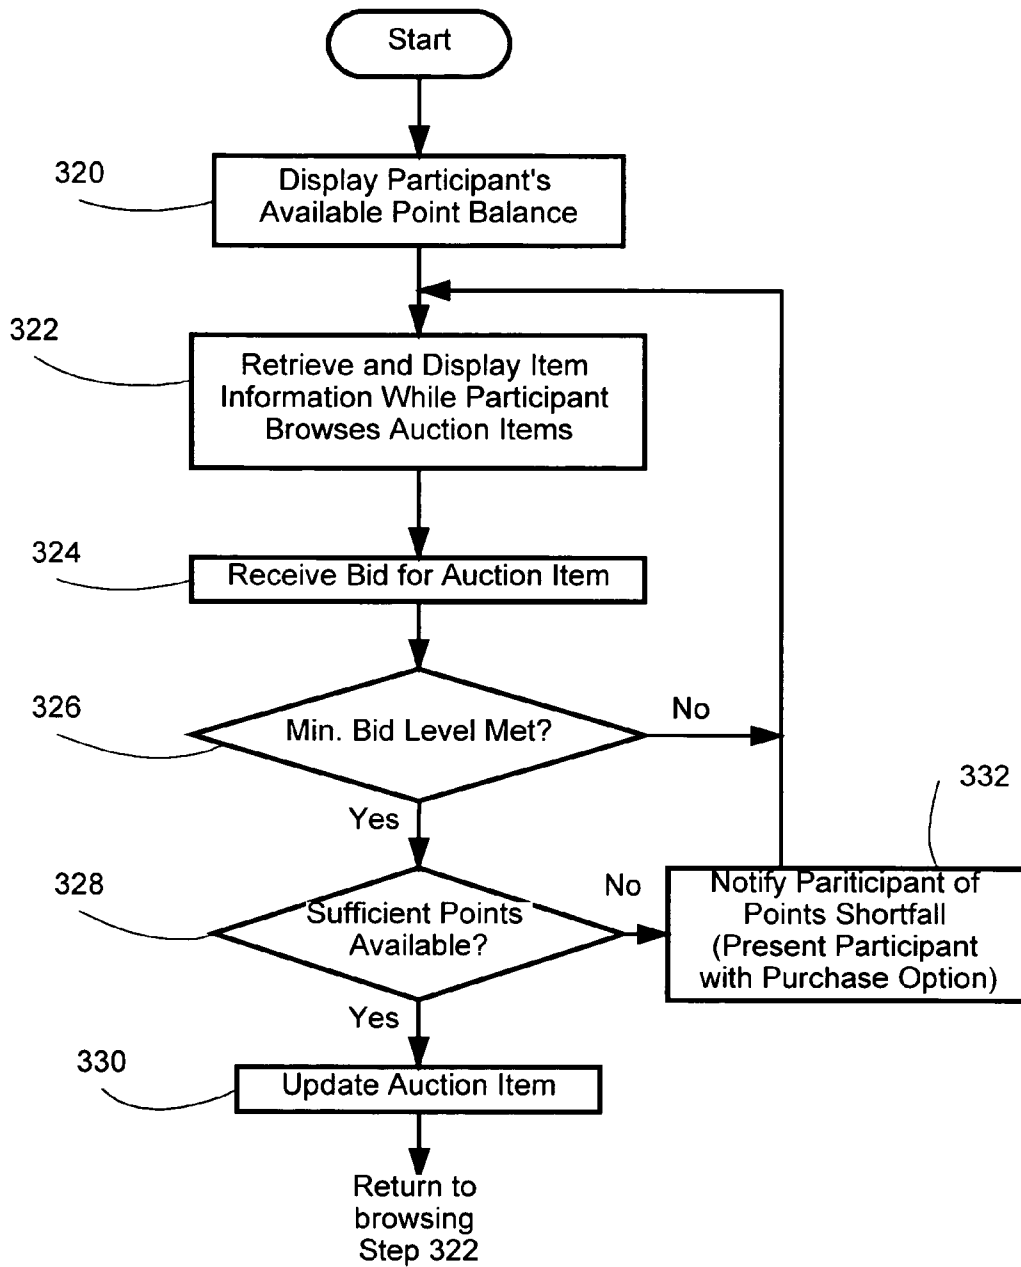 Start
320
Display Participant's
Available Point Balance
322
Retrieve and Display Item
Information While Participant
Browses Auction Items
324
Receive Bid for Auction Item
326
Min. Bid Level Met?
No
Yes
332
328
Sufficient Points
Available?
No
Notify Pariticipant of
Points Shortfall
(Present Participant
with Purchase Option)
Yes
330
Update Auction Item
Return to
browsing
Step 322